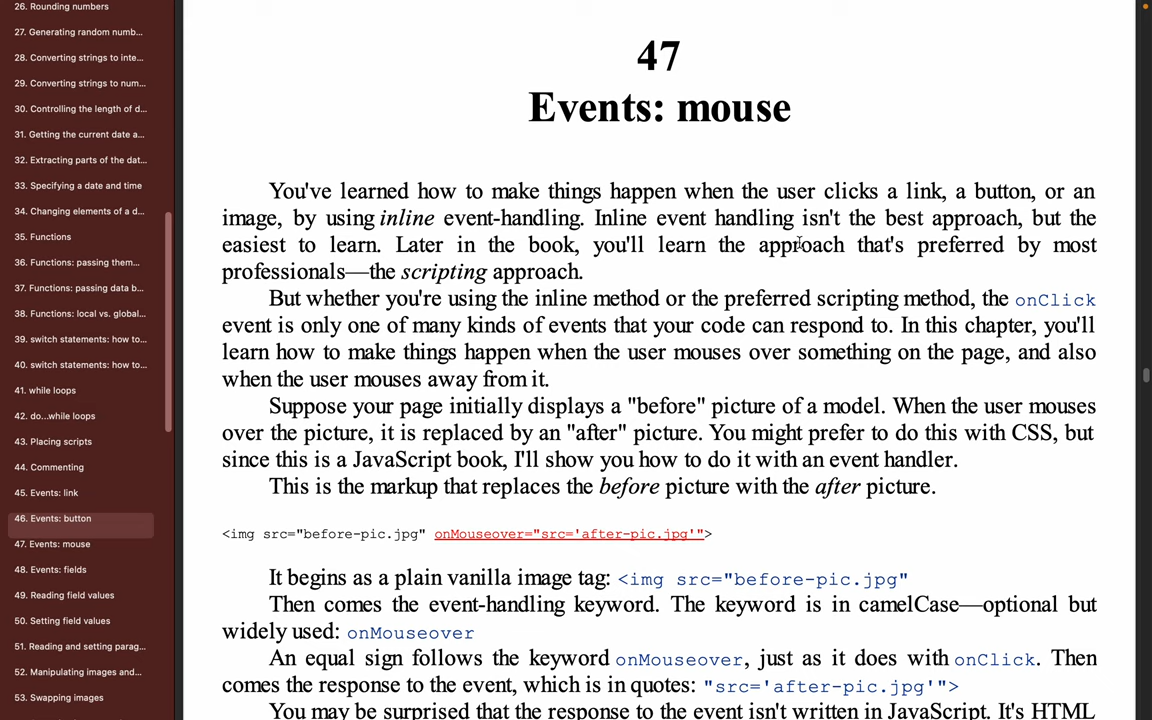 26. Rounding numbers
27. Generating random numb...
28. Converting strings to inte...
29. Converting strings to num...
30. Controlling the length of d...
31. Getting the current date a...
32. Extracting parts of the dat...
33. Specifying a date and time
34. Changing elements of a d...
35. Functions
36. Functions: passing them...
37. Functions: passing data b...
38. Functions: local vs. global...
39. switch statements: how to...
40. switch statements: how to...
41. while loops
42. do...while loops
43. Placing scripts
44. Commenting
45. Events: link
46. Events: button
47. Events: mouse
48. Events: fields
49. Reading field values
50. Setting field values
51. Reading and setting parag...
52. Manipulating images and...
53. Swapping images
47
Events: mouse
You've learned how to make things happen when the user clicks a link, a button, or an
image, by using inline event-handling. Inline event handling isn't the best approach, but the
easiest to learn. Later in the book, you'll learn the approach that's preferred by most
professionals—the scripting approach.
But whether you're using the inline method or the preferred scripting method, the onClick
event is only one of many kinds of events that your code can respond to. In this chapter, you'll
learn how to make things happen when the user mouses over something on the page, and also
when the user mouses away from it.
Suppose your page initially displays a "before" picture of a model. When the user mouses
over the picture, it is replaced by an "after" picture. You might prefer to do this with CSS, but
since this is a JavaScript book, I'll show you how to do it with an event handler.
This is the markup that replaces the before picture with the after picture.
<img src="before-pic.jpg" onMouseover="src='after-pic.jpg'">
It begins as a plain vanilla image tag: <img src="before-pic.jpg"
Then comes the event-handling keyword. The keyword is in camelCase—optional but
widely used: onMouseover
An equal sign follows the keyword onMouseover, just as it does with onClick. Then
comes the response to the event, which is in quotes: "src='after-pic.jpg'">
You may be surprised that the response to the event isn't written in JavaScript. It's HTML